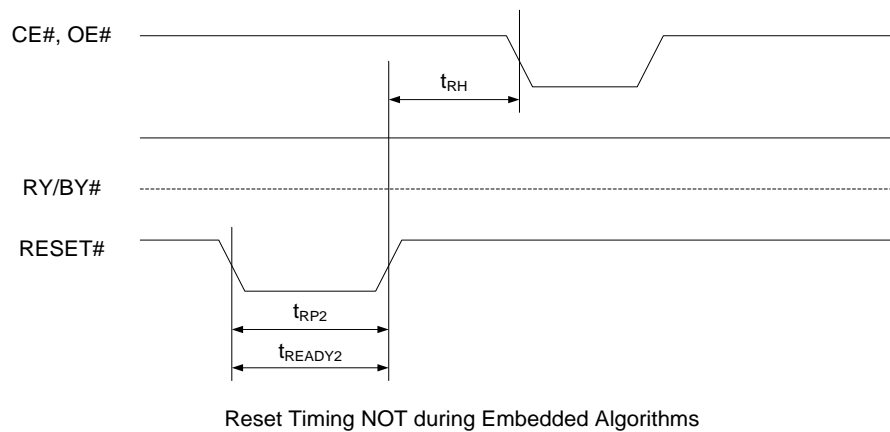 CE#, OE#
tRH
RY/BY#
RESET#
tRP2
tREADY2
Reset Timing NOT during Embedded Algorithms